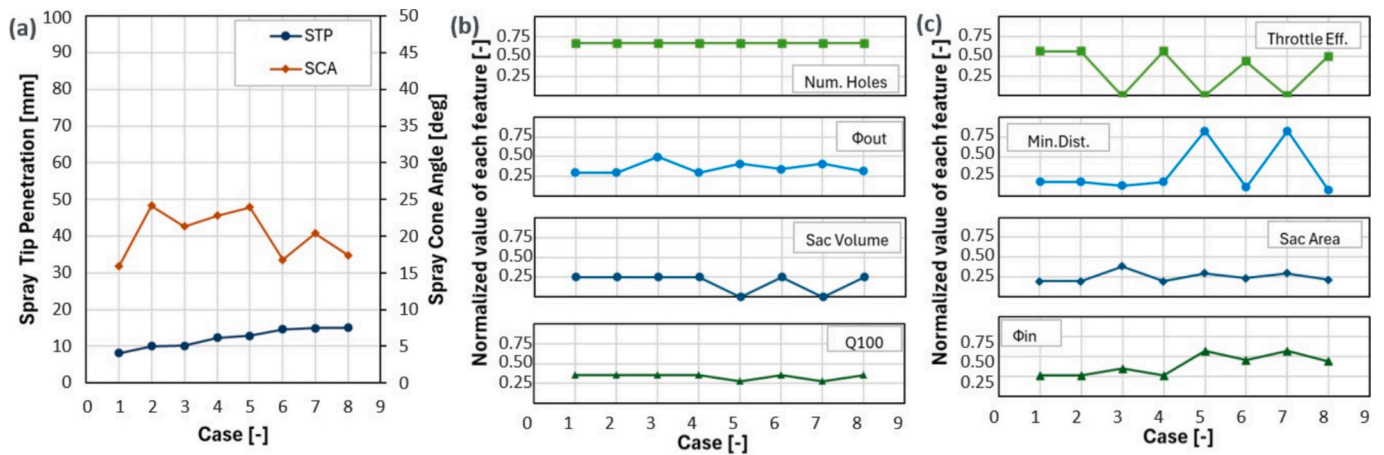 (a)
Spray Tip Penetration [mm]
100
90
80
70
60
50
40
30
20
10
0
STP
SCA
50
45
40
35
30
25
20
15
10
5
0
Spray Cone Angle [deg]
0 1 2 3 4 5 6 7 8 9
Case [-]
(b)
Normalized value of each feature [-]
0.75
0.50
0.25
Num. Holes
0.75
0.50
0.25
Φout
0.75
0.50
0.25
Sac Volume
0.75
0.50
0.25
Q100
0 1 2 3 4 5 6 7 8 9
Case [-]
(c)
Normalized value of each feature [-]
0.75
0.50
0.25
Throttle Eff.
0.75
0.50
0.25
Min.Dist.
0.75
0.50
0.25
Sac Area
0.75
0.50
0.25
Φin
0 1 2 3 4 5 6 7 8 9
Case [-]